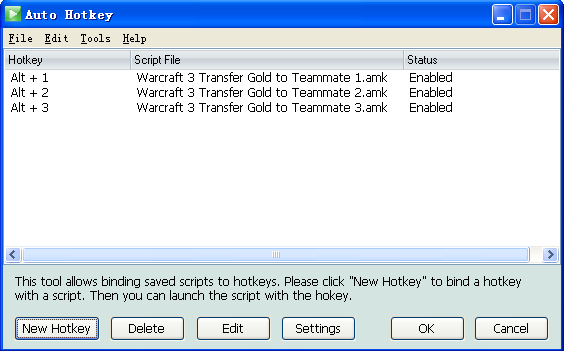 Auto Hotkey
File Edit Tools Help
Hotkey Script File Status
Alt + 1 Warcraft 3 Transfer Gold to Teammate 1.amk Enabled
Alt + 2 Warcraft 3 Transfer Gold to Teammate 2.amk Enabled
Alt + 3 Warcraft 3 Transfer Gold to Teammate 3.amk Enabled
This tool allows binding saved scripts to hotkeys. Please click "New Hotkey" to bind a hotkey
with a script. Then you can launch the script with the hokey.
New Hotkey Delete Edit Settings OK Cancel